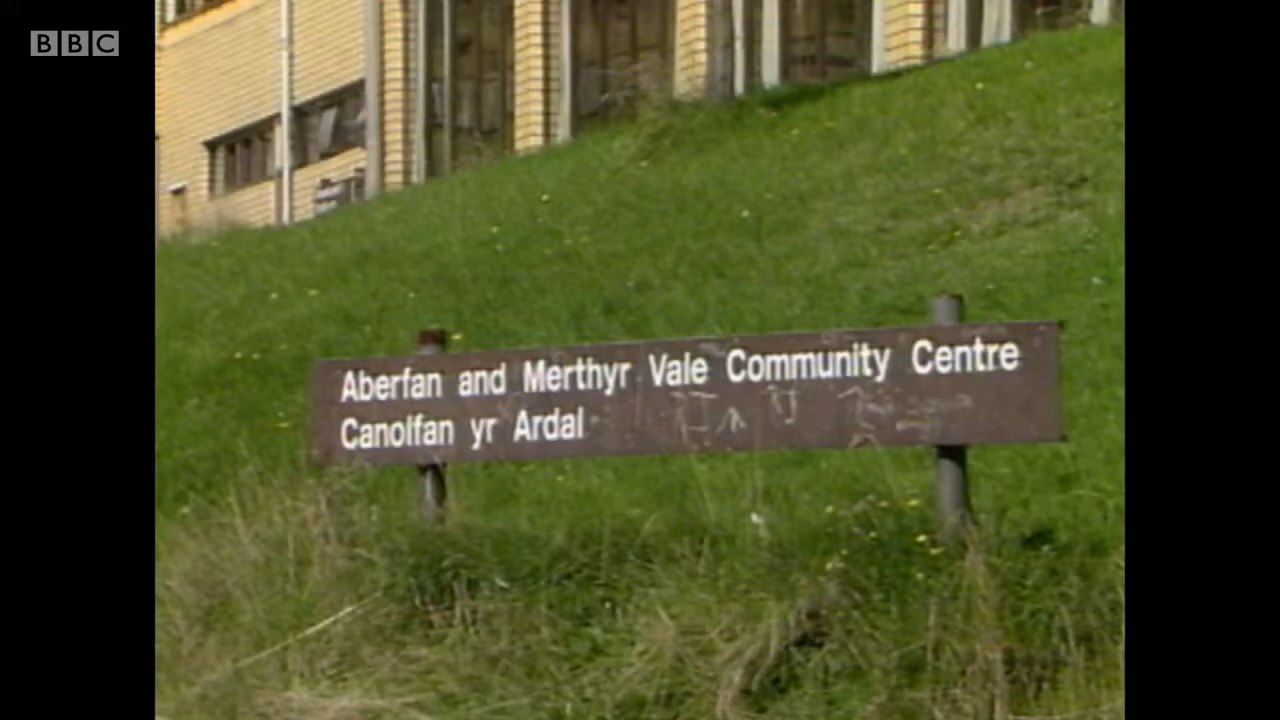 BBC
Aberfan and Merthyr Vale Community Centre
Canolfan yr Ardal